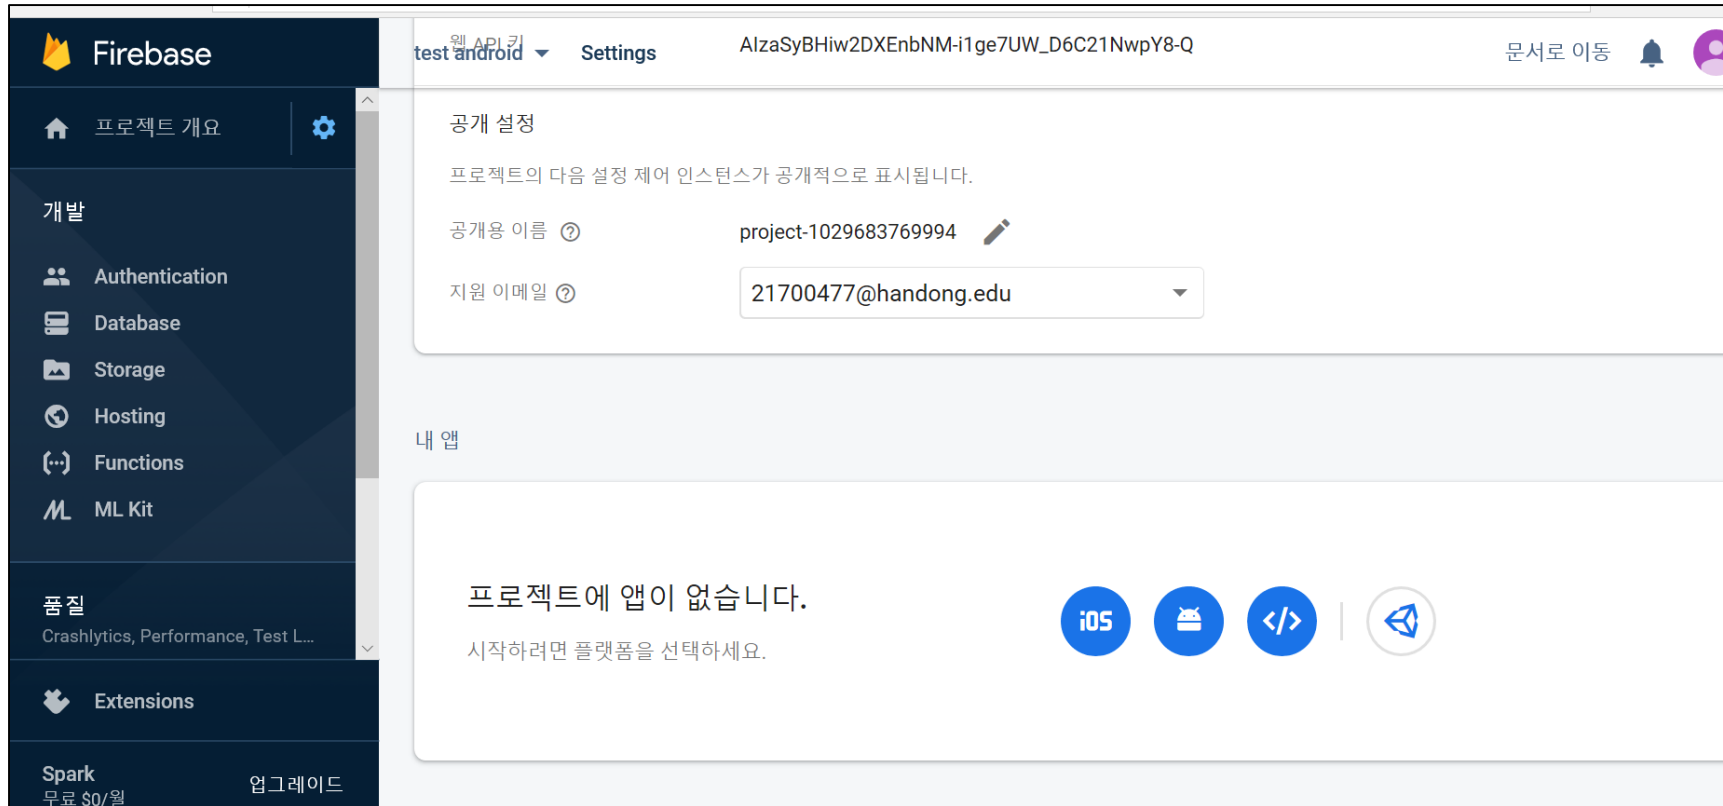 Firebase
test android
Settings
웹 API 키
AIzaSyBHiw2DXEnbNM-i1ge7UW_D6C21NwpY8-Q
문서로 이동
프로젝트 개요
개발
Authentication
Database
Storage
Hosting
Functions
ML Kit
품질
Crashlytics, Performance, Test L...
Extensions
Spark
무료 $0/월
업그레이드
공개 설정
프로젝트의 다음 설정 제어 인스턴스가 공개적으로 표시됩니다.
공개용 이름
project-1029683769994
지원 이메일
21700477@handong.edu
내 앱
프로젝트에 앱이 없습니다.
시작하려면 플랫폼을 선택하세요.
iOS